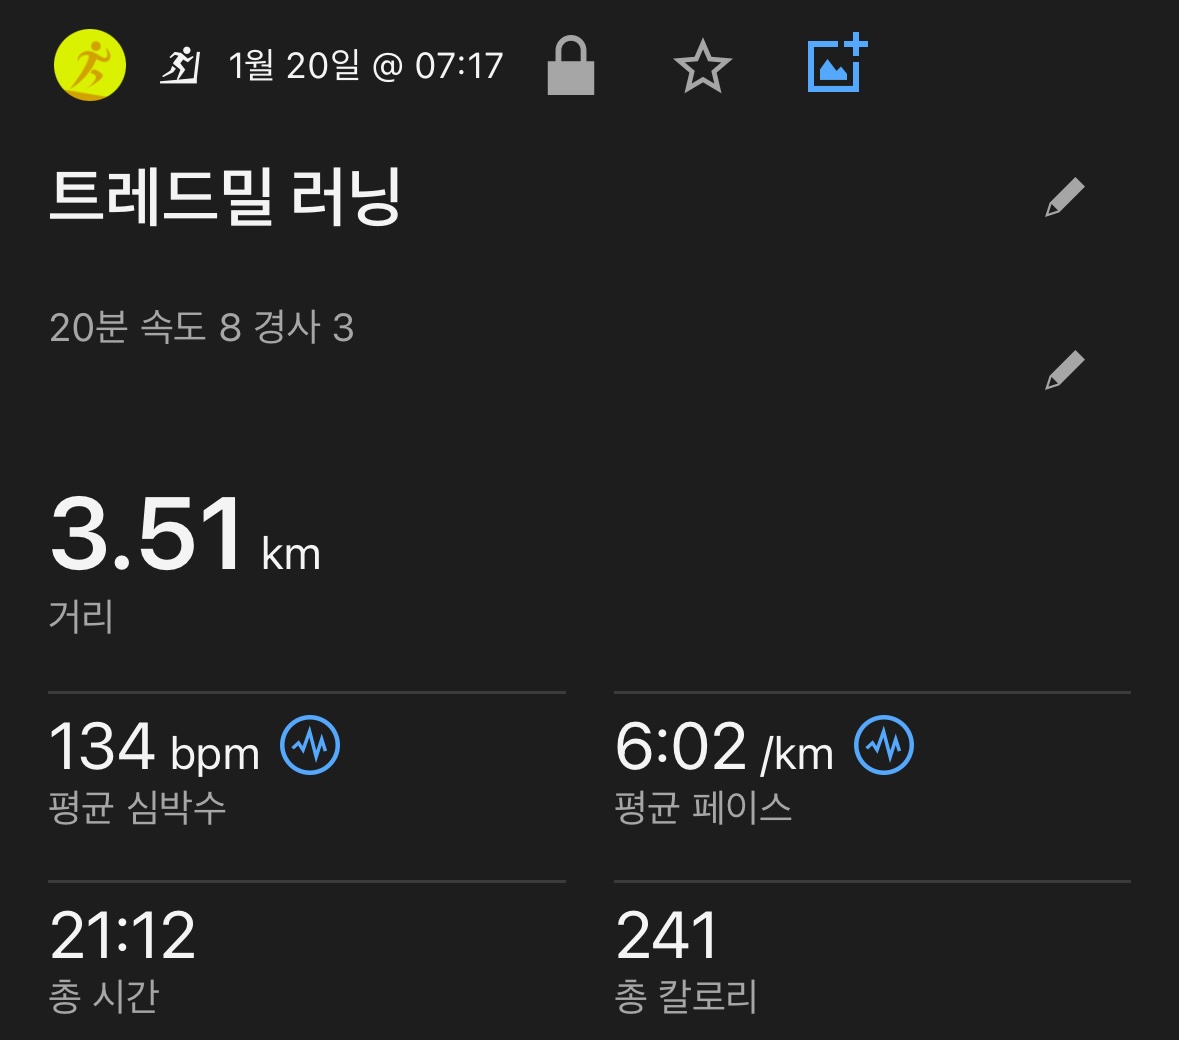 1월 20일 @ 07:17
트레드밀 러닝
20분 속도 8 경사 3
3.51 km
거리
134 bpm
평균 심박수
6:02 /km
평균 페이스
21:12
총 시간
241
총 칼로리